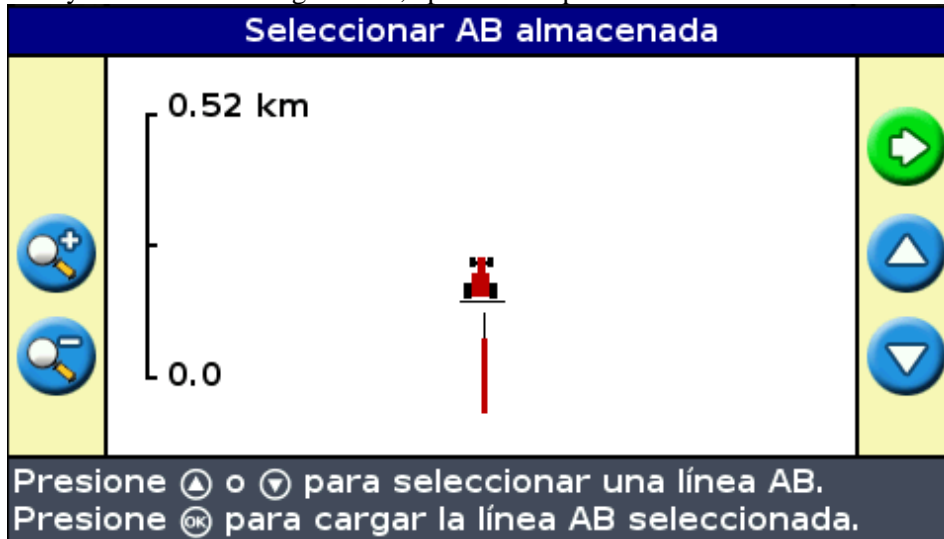 Seleccionar AB almacenada
0.52 km
0.0
Presione o para seleccionar una línea AB.
Presione OK para cargar la línea AB seleccionada.